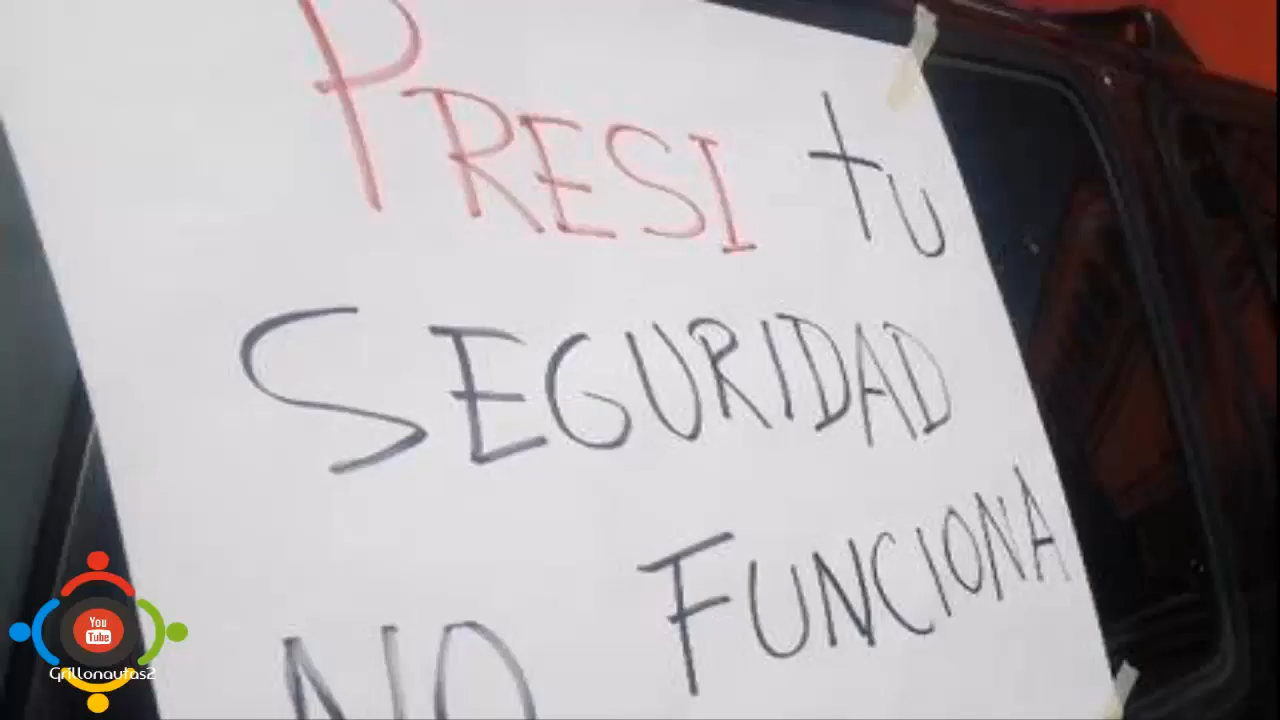 PRESI tu
SEGURIDAD
NO FUNCIONA
You
Tube
Grillonautas2